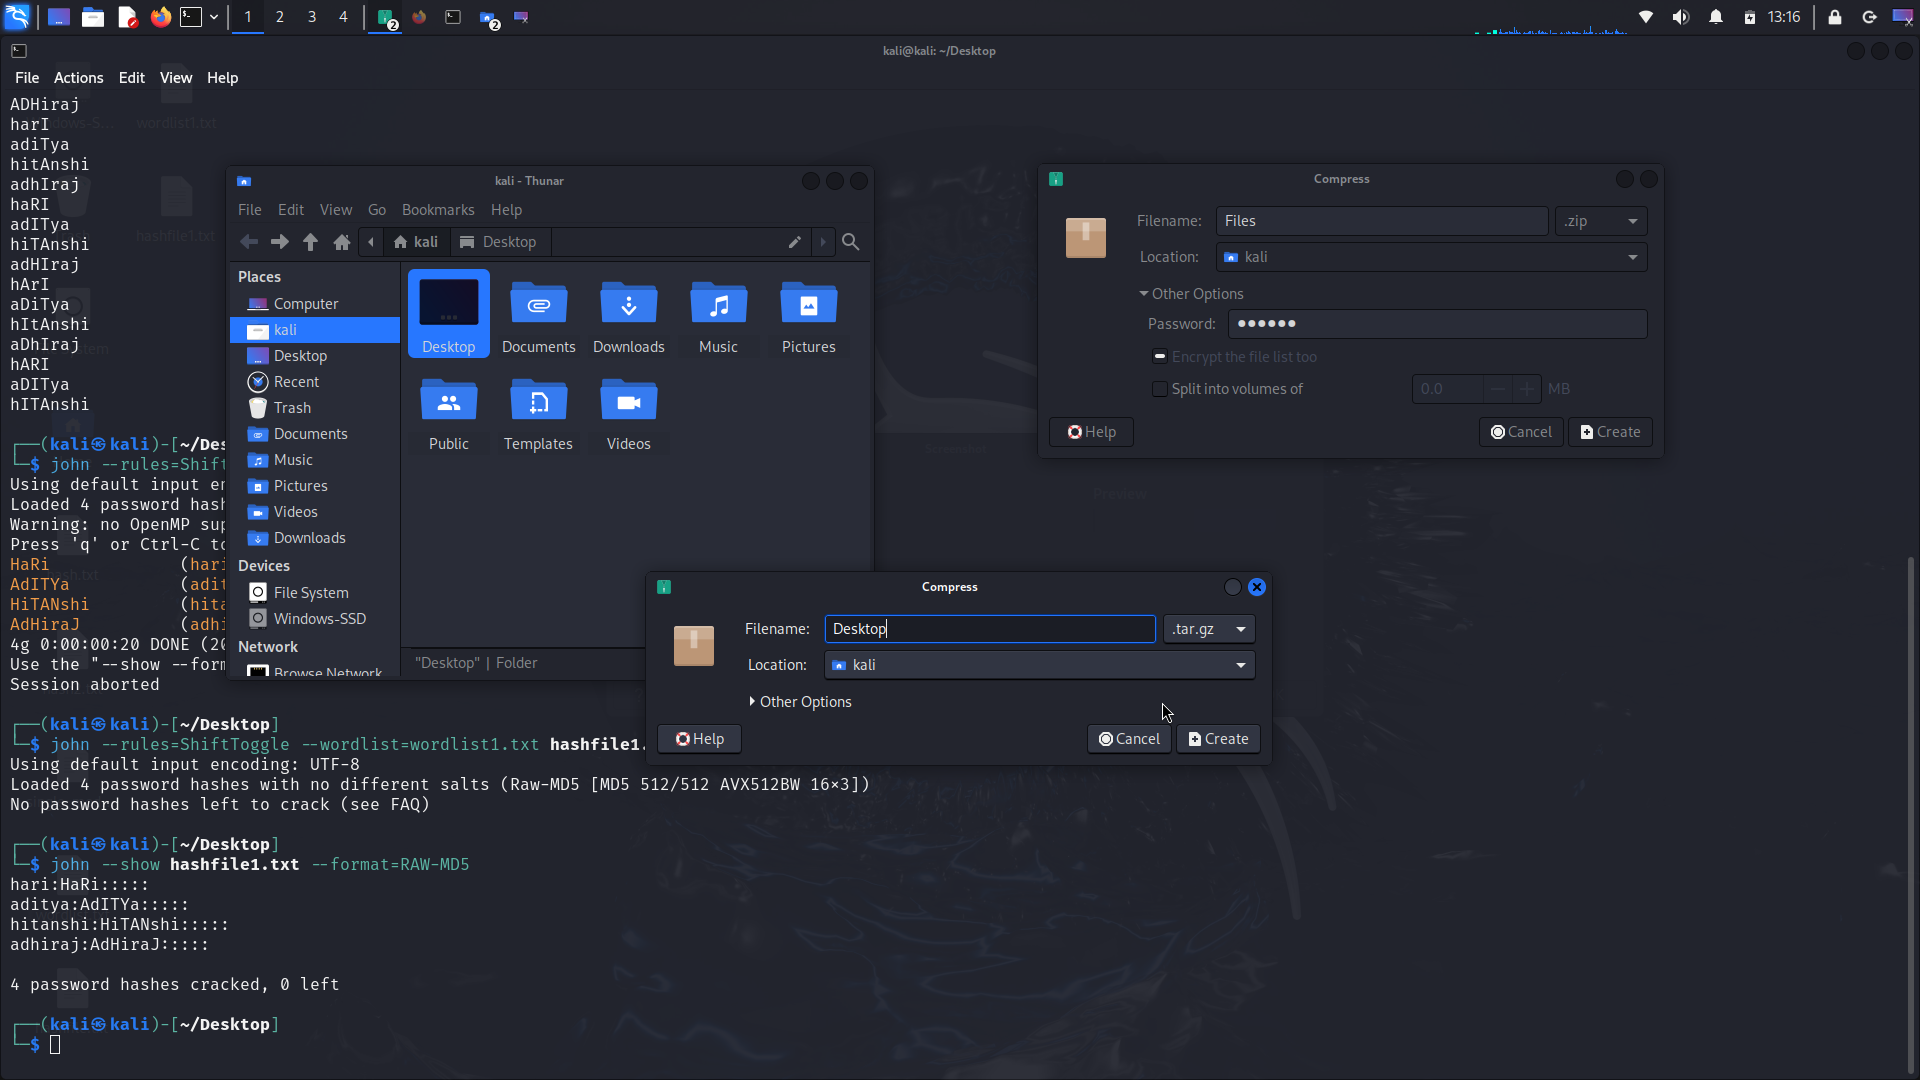 1 2 3 4 2 2 13:16
kali@kali: ~/Desktop
File Actions Edit View Help
ADHiraj
harI
adiTya
hitAnshi
adhIraj
haRI
adITya
hiTAnshi
adHIraj
hArI
aDiTya
hItAnshi
aDhIraj
hARI
aDITya
hITAnshi
wordlist1.txt
hashfile1.txt
hash.txt
┌──(kali㉿kali)-[~/Des
└─$ john --rules=Shift
Using default input en
Loaded 4 password hash
Warning: no OpenMP sup
Press 'q' or Ctrl-C to
HaRi (hari
AdITYa (adit
HiTANshi (hita
AdHiraJ (adhi
4g 0:00:00:20 DONE (20
Use the "--show --form
Session aborted
┌──(kali㉿kali)-[~/Desktop]
└─$ john --rules=ShiftToggle --wordlist=wordlist1.txt hashfile1.
Using default input encoding: UTF-8
Loaded 4 password hashes with no different salts (Raw-MD5 [MD5 512/512 AVX512BW 16×3])
No password hashes left to crack (see FAQ)
┌──(kali㉿kali)-[~/Desktop]
└─$ john --show hashfile1.txt --format=RAW-MD5
hari:HaRi:::::
aditya:AdITYa:::::
hitanshi:HiTANshi:::::
adhiraj:AdHiraJ:::::
4 password hashes cracked, 0 left
┌──(kali㉿kali)-[~/Desktop]
└─$
kali - Thunar
File Edit View Go Bookmarks Help
kali Desktop
Places
Computer
kali
Desktop
Recent
Trash
Documents
Music
Pictures
Videos
Downloads
Devices
File System
Windows-SSD
Network
Browse Network
Desktop Documents Downloads Music Pictures
Public Templates Videos
"Desktop" | Folder
Compress
Filename: Files .zip
Location: kali
Other Options
Password: ●●●●●●
Encrypt the file list too
Split into volumes of 0.0 MB
Help Cancel Create
Preview
Compress
Filename: Desktop .tar.gz
Location: kali
Other Options
Help Cancel Create